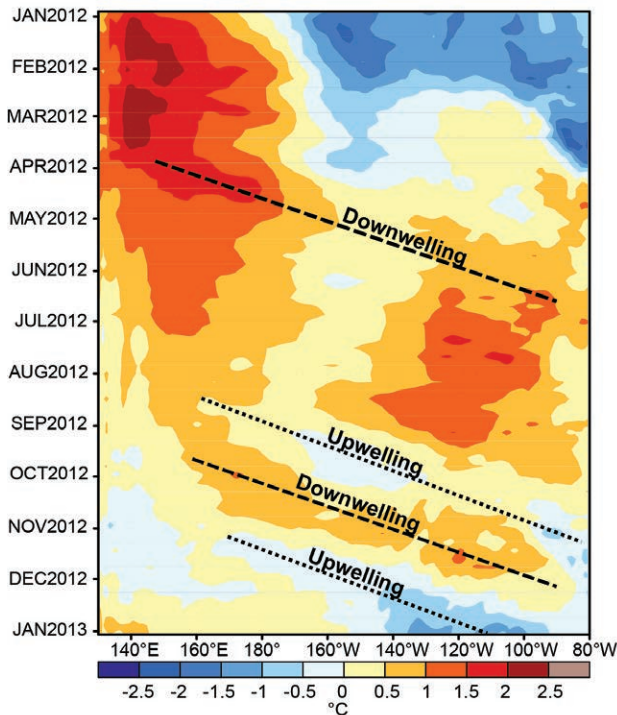 JAN2012
FEB2012
MAR2012
APR2012
MAY2012
JUN2012
JUL2012
AUG2012
SEP2012
OCT2012
NOV2012
DEC2012
JAN2013
Downwelling
Upwelling
Downwelling
Upwelling
140°E 160°E 180° 160°W 140°W 120°W 100°W 80°W
-2.5 -2 -1.5 -1 -0.5 0 0.5 1 1.5 2 2.5
°C